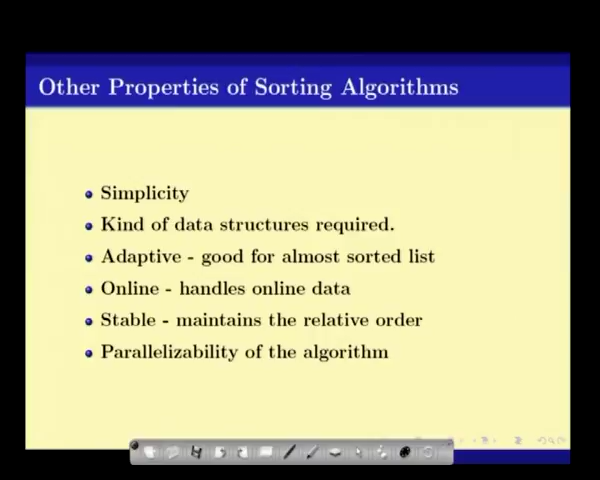 Other Properties of Sorting Algorithms
Simplicity
Kind of data structures required.
Adaptive - good for almost sorted list
Online - handles online data
Stable - maintains the relative order
Parallelizability of the algorithm